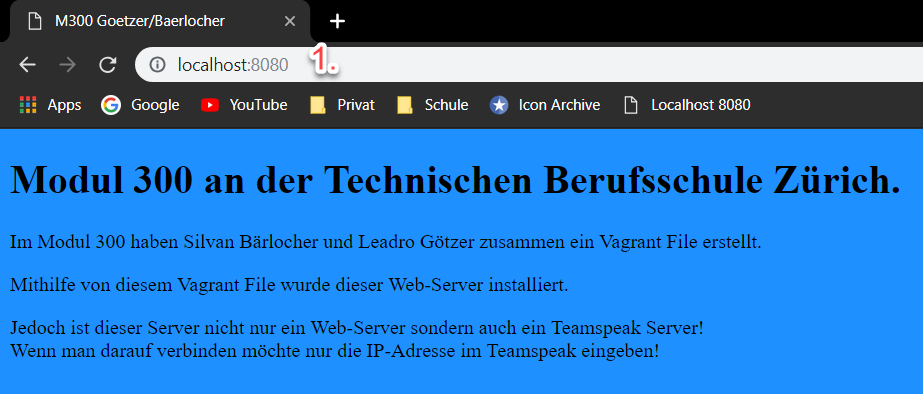 M300 Goetzer/Baerlocher
localhost:8080
1.
Apps Google YouTube Privat Schule Icon Archive Localhost 8080
Modul 300 an der Technischen Berufsschule Zürich.
Im Modul 300 haben Silvan Bärlocher und Leadro Götzer zusammen ein Vagrant File erstellt.
Mithilfe von diesem Vagrant File wurde dieser Web-Server installiert.
Jedoch ist dieser Server nicht nur ein Web-Server sondern auch ein Teamspeak Server!
Wenn man darauf verbinden möchte nur die IP-Adresse im Teamspeak eingeben!